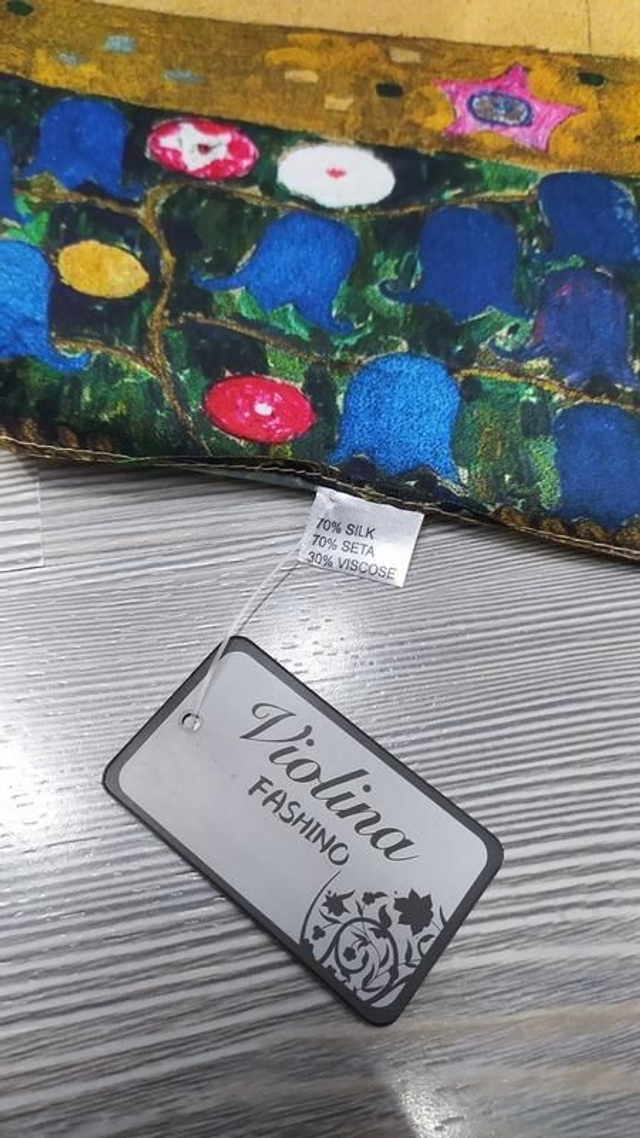 70% SILK
70% SETA
30% VISCOSE
Violina
FASHINO